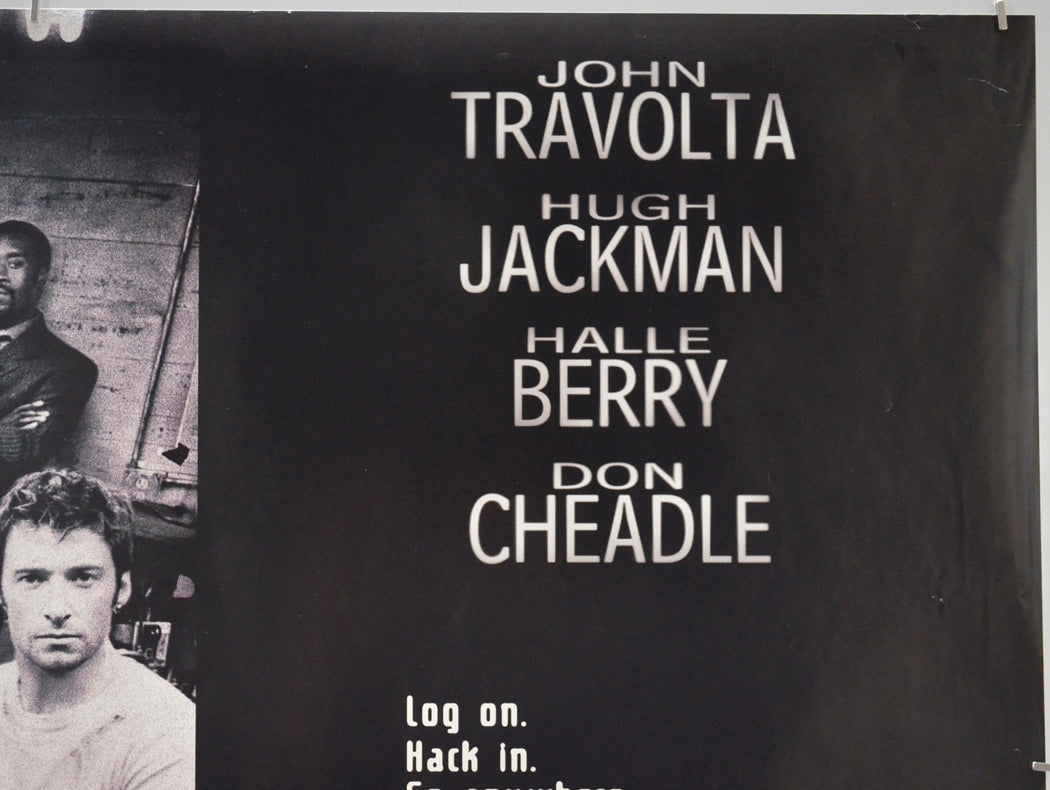 JOHN
TRAVOLTA
HUGH
JACKMAN
HALLE
BERRY
DON
CHEADLE
Log on.
Hack in.